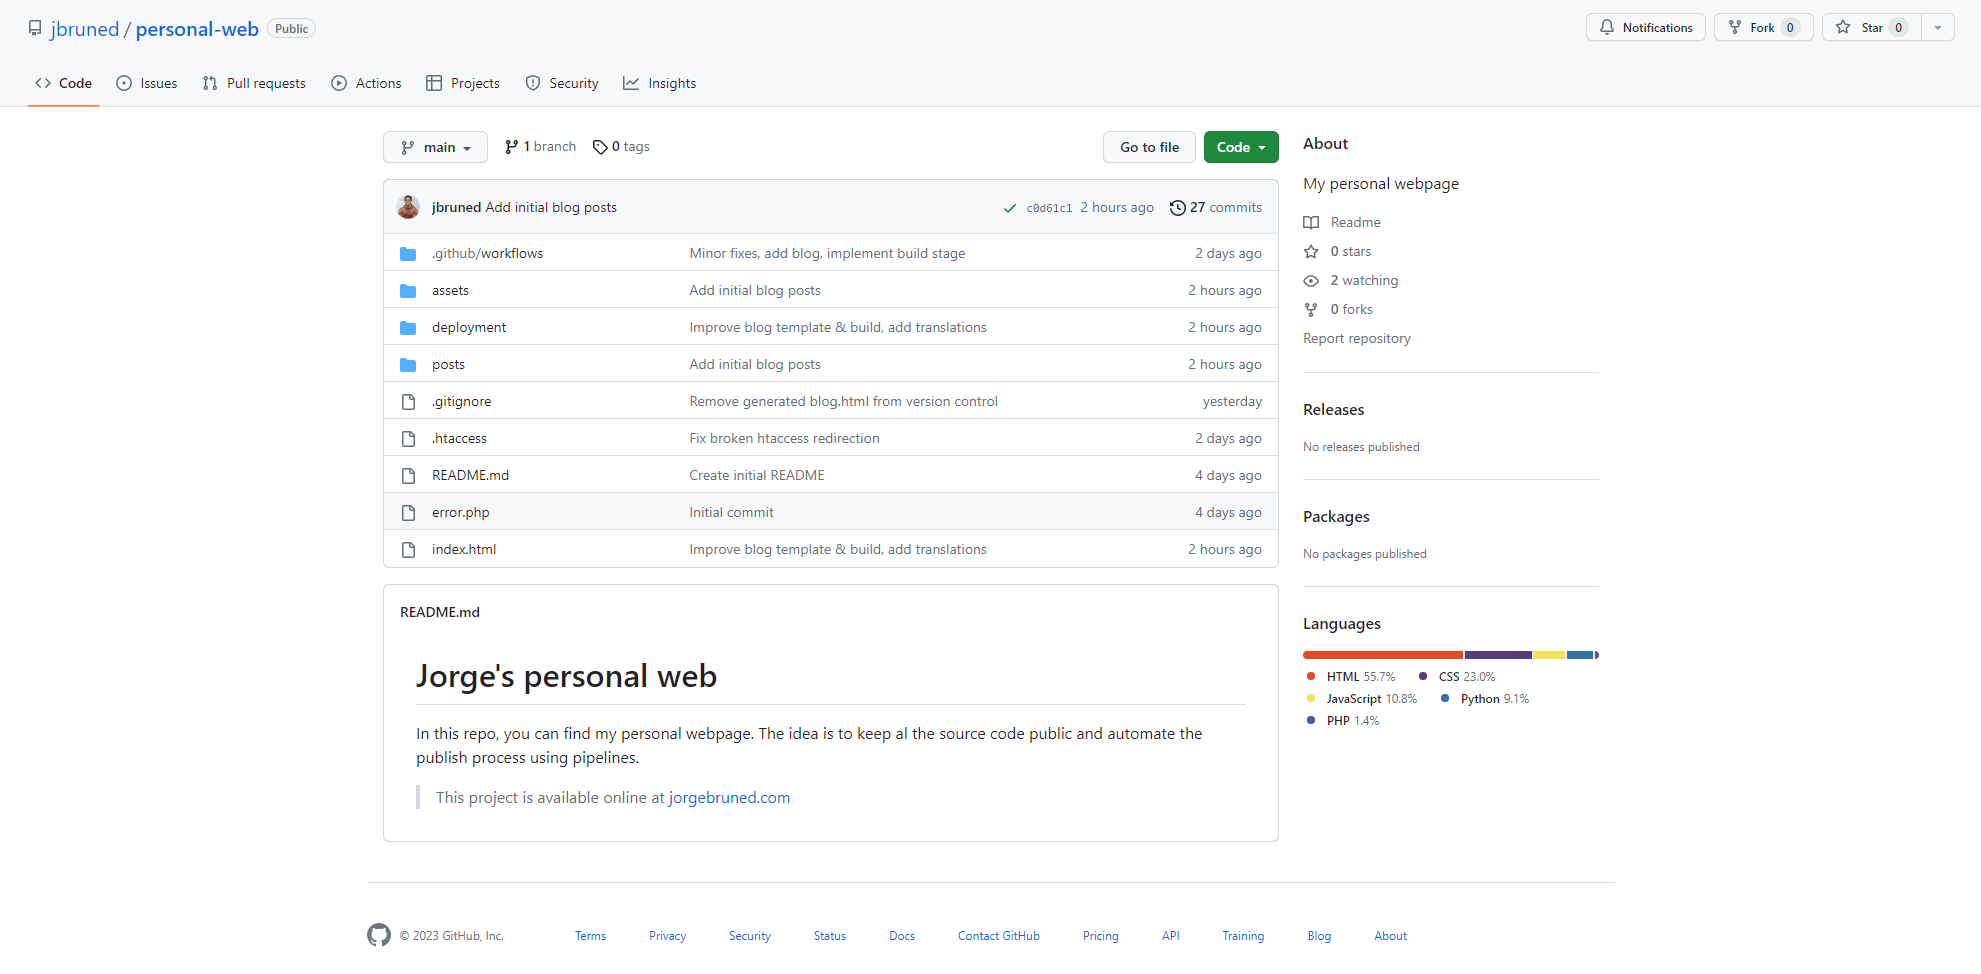 jbruned / personal-web Public
Notifications Fork 0 Star 0
Code Issues Pull requests Actions Projects Security Insights
main 1 branch 0 tags Go to file Code
jbruned Add initial blog posts c0d61c1 2 hours ago 27 commits
.github/workflows Minor fixes, add blog, implement build stage 2 days ago
assets Add initial blog posts 2 hours ago
deployment Improve blog template & build, add translations 2 hours ago
posts Add initial blog posts 2 hours ago
.gitignore Remove generated blog.html from version control yesterday
.htaccess Fix broken htaccess redirection 2 days ago
README.md Create initial README 4 days ago
error.php Initial commit 4 days ago
index.html Improve blog template & build, add translations 2 hours ago
README.md
Jorge's personal web
In this repo, you can find my personal webpage. The idea is to keep al the source code public and automate the
publish process using pipelines.
This project is available online at jorgebruned.com
About
My personal webpage
Readme
0 stars
2 watching
0 forks
Report repository
Releases
No releases published
Packages
No packages published
Languages
HTML 55.7% CSS 23.0%
JavaScript 10.8% Python 9.1%
PHP 1.4%
© 2023 GitHub, Inc. Terms Privacy Security Status Docs Contact GitHub Pricing API Training Blog About